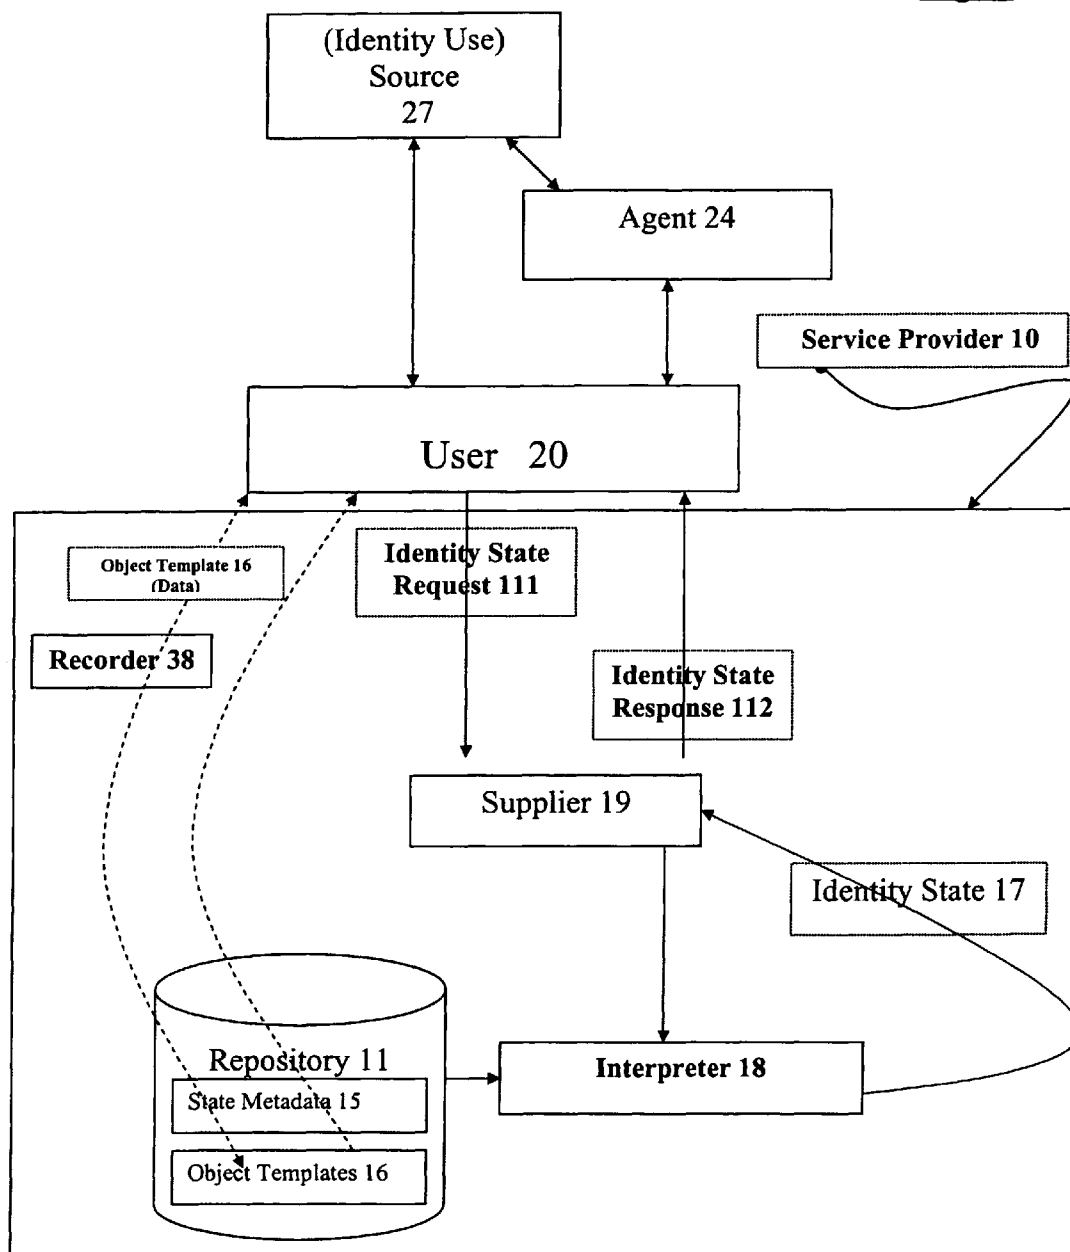 (Identity Use)
Source
27
Agent 24
Service Provider 10
User 20
Object Template 16
(Data)
Identity State
Request 111
Recorder 38
Identity State
Response 112
Supplier 19
Identity State 17
Repository 11
State Metadata 15
Object Templates 16
Interpreter 18